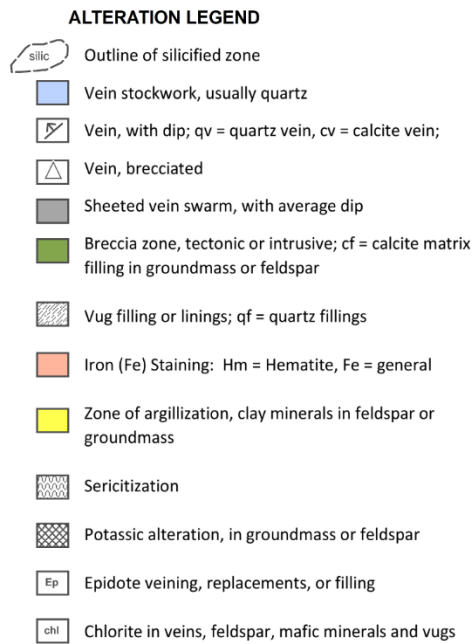 ALTERATION LEGEND
silic Outline of silicified zone
Vein stockwork, usually quartz
Vein, with dip; qv = quartz vein, cv = calcite vein;
Vein, brecciated
Sheeted vein swarm, with average dip
Breccia zone, tectonic or intrusive; cf = calcite matrix
filling in groundmass or feldspar
Vug filling or linings; qf = quartz fillings
Iron (Fe) Staining: Hm = Hematite, Fe = general
Zone of argillization, clay minerals in feldspar or
groundmass
Sericitization
Potassic alteration, in groundmass or feldspar
Ep Epidote veining, replacements, or filling
chl Chlorite in veins, feldspar, mafic minerals and vugs